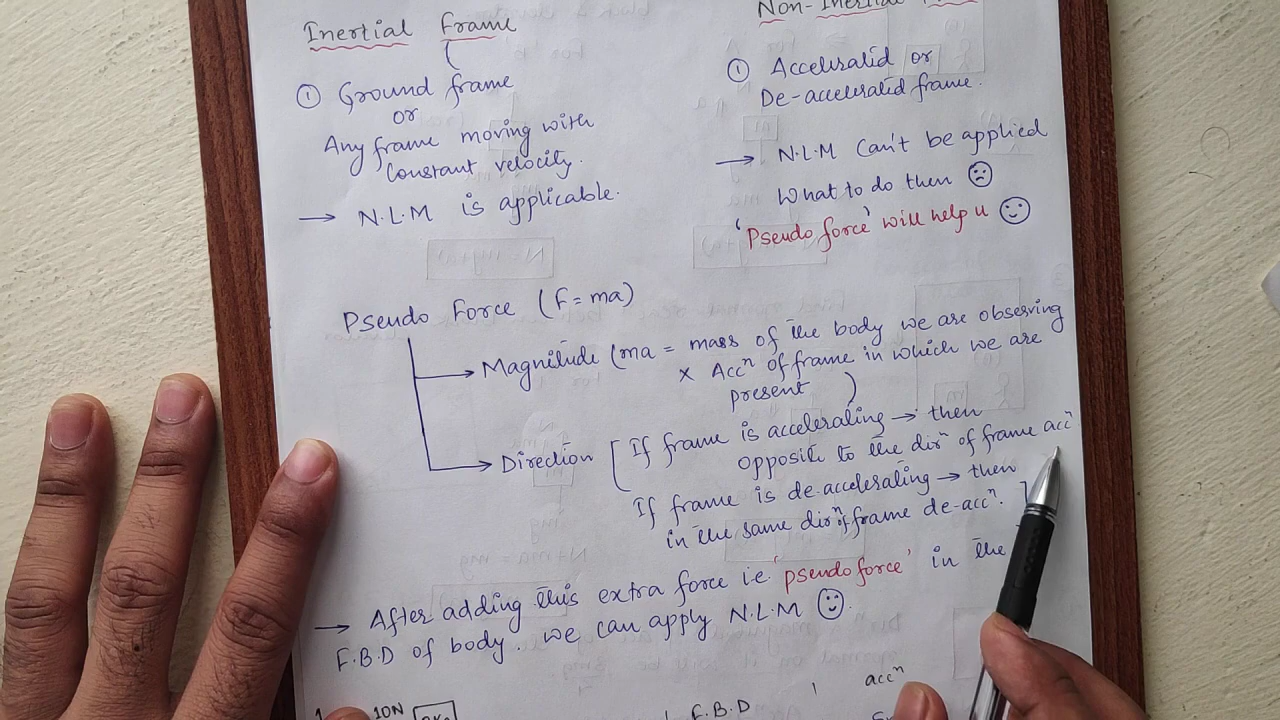 Inertial Frame
① Ground frame
or
Any frame moving with
Constant velocity.
→ N.L.M is applicable.
Non-Inertial
① Acceleratid or
De-acceleratid frame.
→ N.L.M Can't be applied
What to do then ☹
'Pseudo force' will help u ☺
Pseudo Force (F = ma)
→ Magnitude (ma = mass of the body we are observing
x Accⁿ of frame in which we are
present )
→ Direction [ If frame is accelerating → then
opposite to the dirⁿ of frame accⁿ
If frame is de-accelerating → then
in the same dirⁿ of frame de-accⁿ. ]
→ After adding this extra force i.e. 'pseudo force' in the
F.B.D of body. we can apply N.L.M ☺.
10N
F.B.D
accⁿ